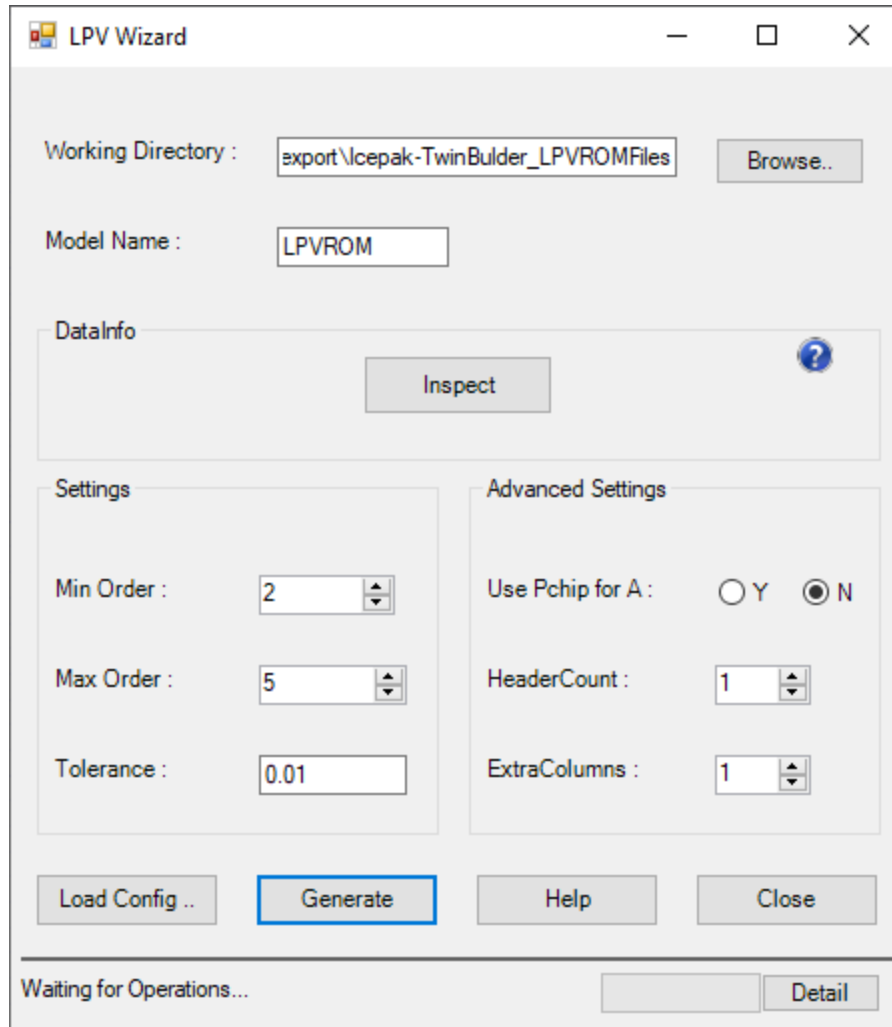 LPV Wizard
Working Directory : export\Icepak-TwinBulder_LPVROMFiles Browse..
Model Name : LPVROM
DataInfo
?
Inspect
Settings
Min Order : 2
Max Order : 5
Tolerance : 0.01
Advanced Settings
Use Pchip for A : Y N
HeaderCount : 1
ExtraColumns : 1
Load Config .. Generate Help Close
Waiting for Operations... Detail